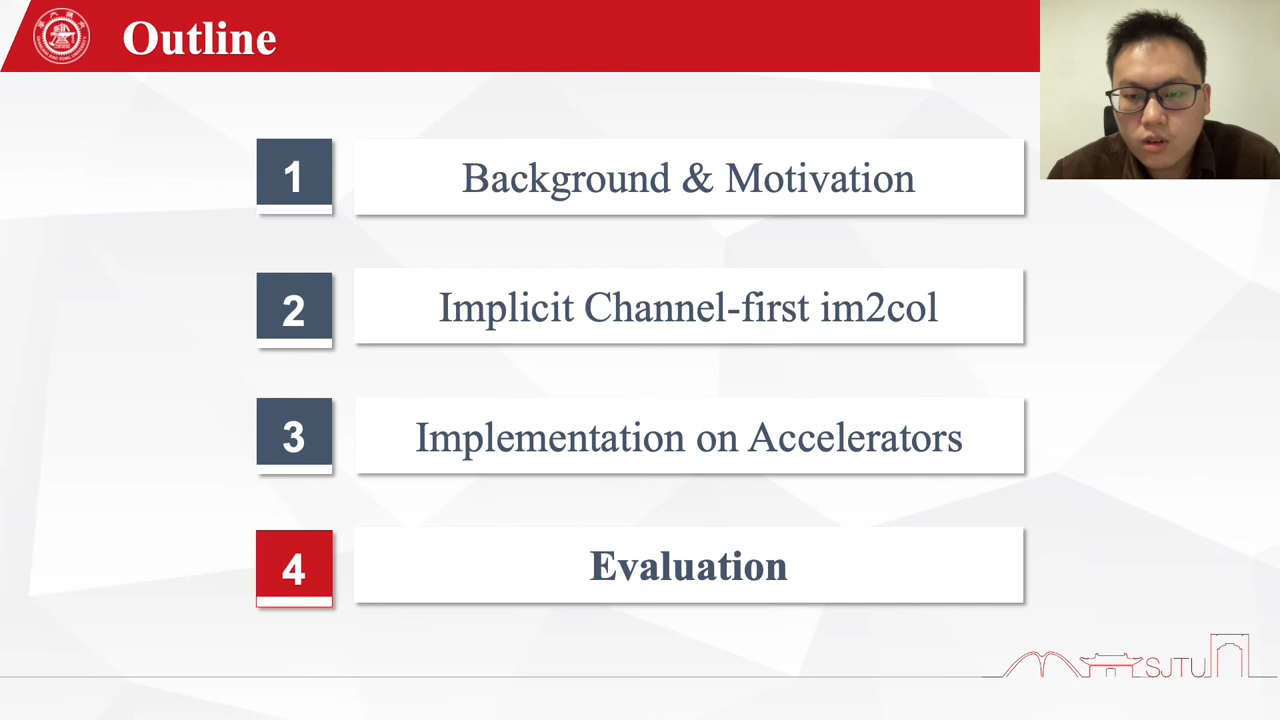 Outline
1
Background & Motivation
2
Implicit Channel-first im2col
3
Implementation on Accelerators
4
Evaluation
SJTU